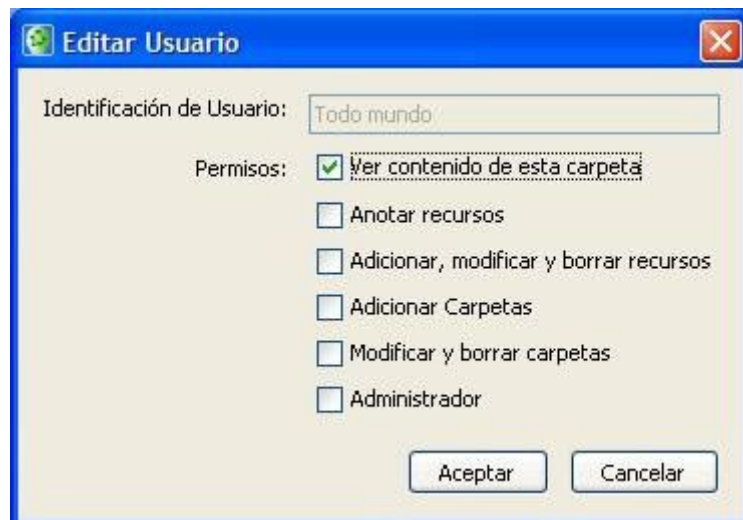 Editar Usuario
Identificación de Usuario: Todo mundo
Permisos: Ver contenido de esta carpeta
Anotar recursos
Adicionar, modificar y borrar recursos
Adicionar Carpetas
Modificar y borrar carpetas
Administrador
Aceptar Cancelar